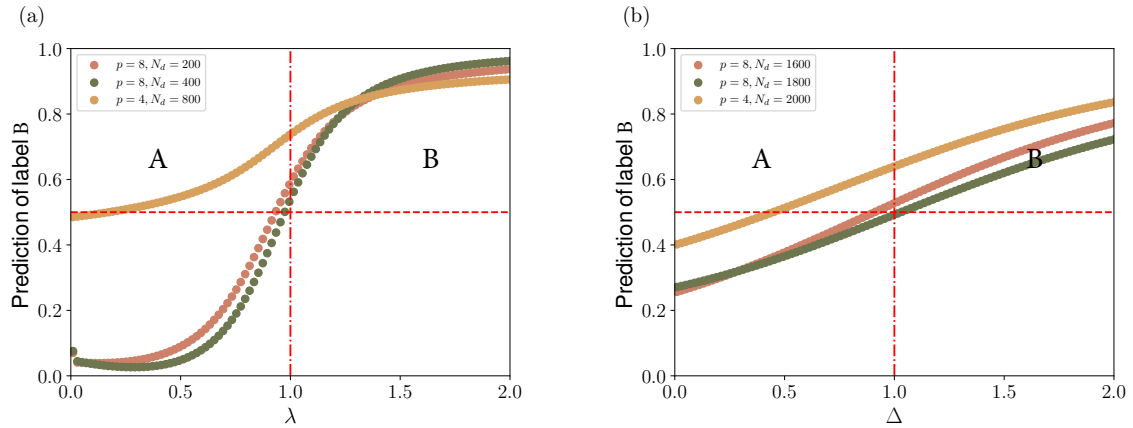 (a)
Prediction of label B
1.0
0.8
0.6
0.4
0.2
0.0
p = 8, N_d = 200
p = 8, N_d = 400
p = 4, N_d = 800
A
B
0.0 0.5 1.0 1.5 2.0
λ
(b)
Prediction of label B
1.0
0.8
0.6
0.4
0.2
0.0
p = 8, N_d = 1600
p = 8, N_d = 1800
p = 4, N_d = 2000
A
B
0.0 0.5 1.0 1.5 2.0
Δ